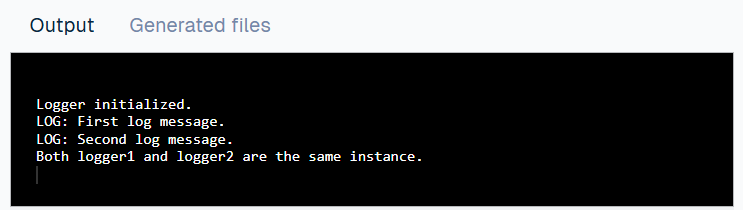 Output Generated files
Logger initialized.
LOG: First log message.
LOG: Second log message.
Both logger1 and logger2 are the same instance.